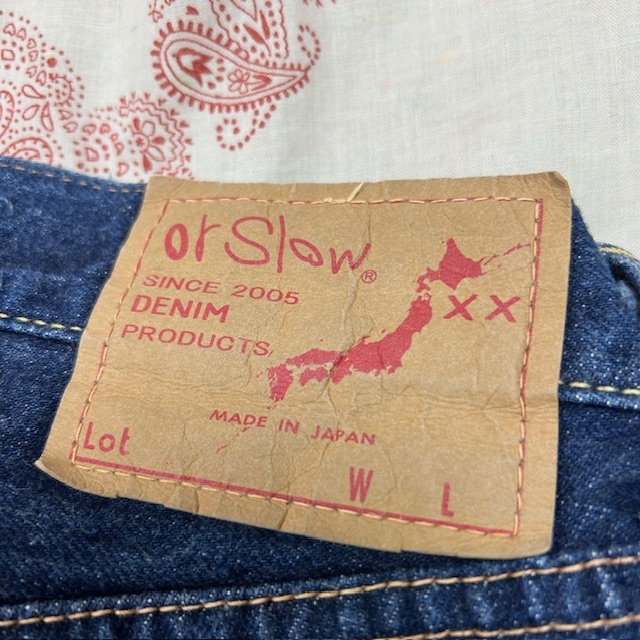 orSlow®
SINCE 2005
DENIM
PRODUCTS
XX
MADE IN JAPAN
Lot
W L